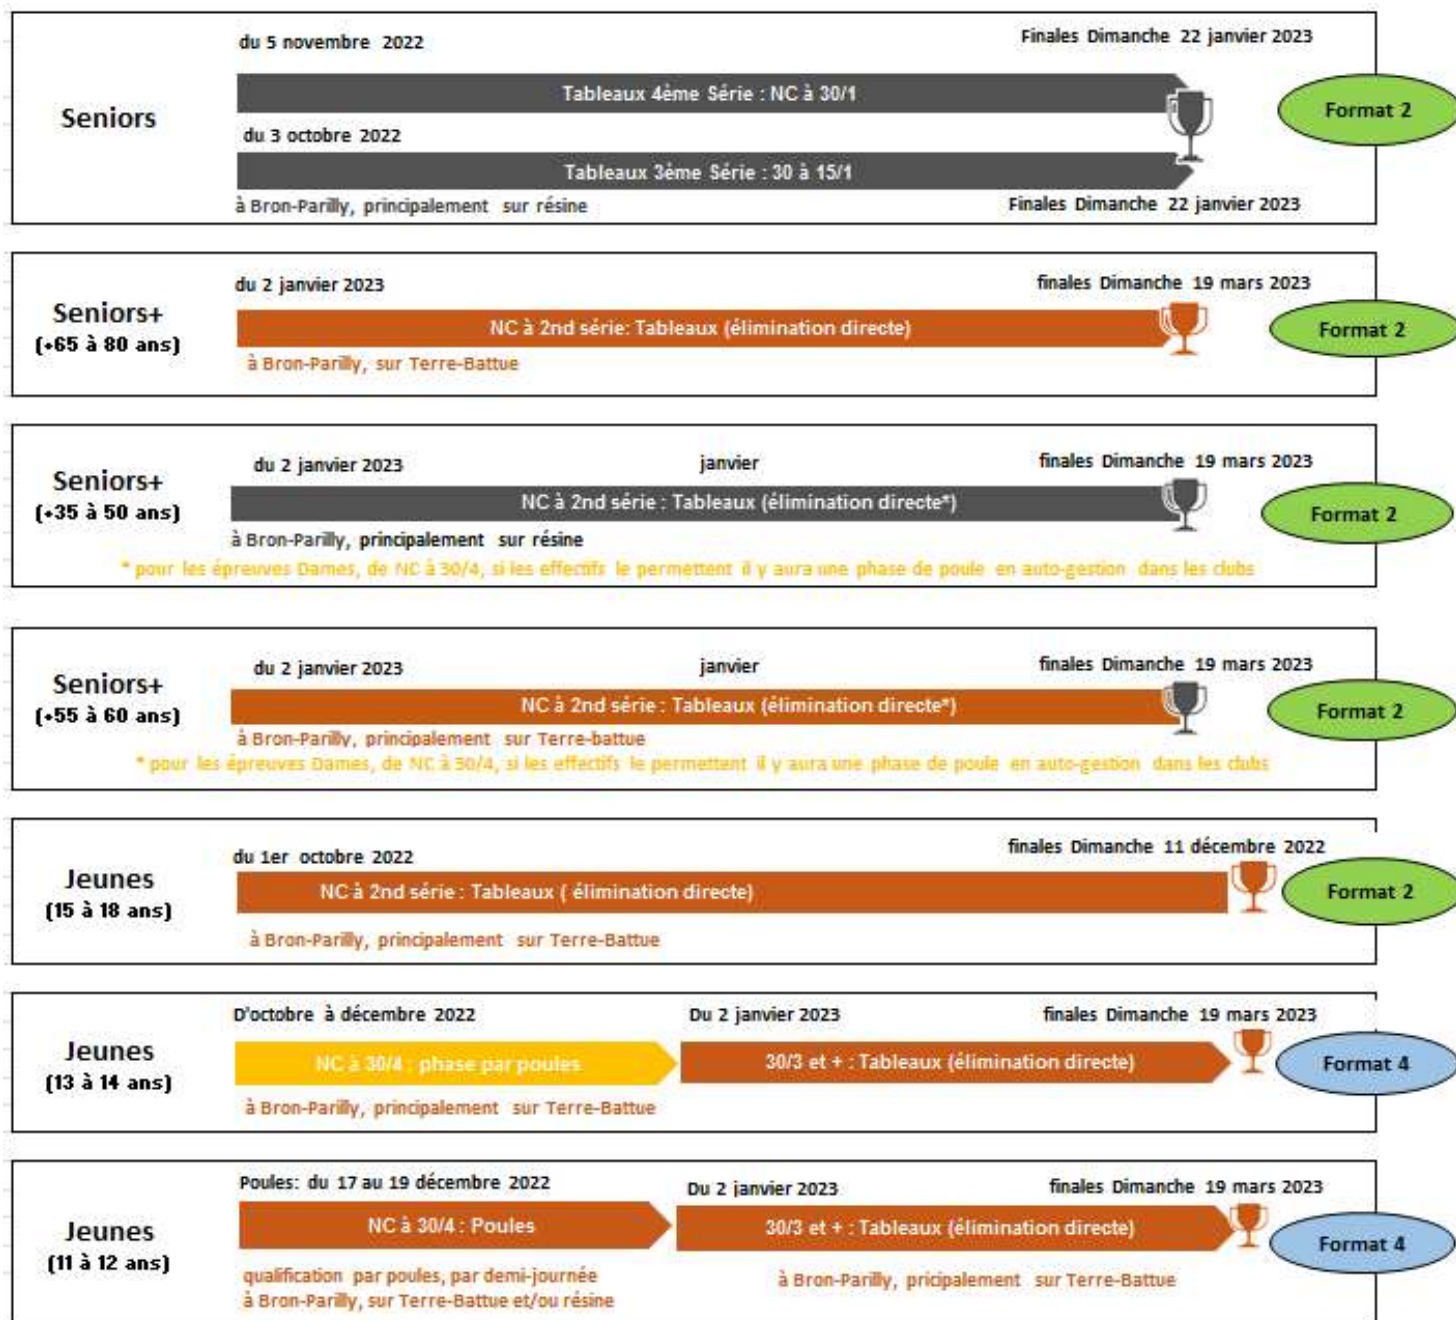 du 5 novembre 2022
Finales Dimanche 22 janvier 2023
Tableaux 4ème Série : NC à 30/1
Seniors
Format 2
du 3 octobre 2022
Tableaux 3ème Série : 30 à 15/1
à Bron-Parilly, principalement sur résine
Finales Dimanche 22 janvier 2023
du 2 janvier 2023
finales Dimanche 19 mars 2023
Seniors+
(+65 à 80 ans)
NC à 2nd série: Tableaux (élimination directe)
Format 2
à Bron-Parilly, sur Terre-Battue
du 2 janvier 2023
janvier
finales Dimanche 19 mars 2023
Seniors+
(+35 à 50 ans)
NC à 2nd série : Tableaux (élimination directe*)
Format 2
à Bron-Parilly, principalement sur résine
* pour les épreuves Dames, de NC à 30/4, si les effectifs le permettent il y aura une phase de poule en auto-gestion dans les clubs
du 2 janvier 2023
janvier
finales Dimanche 19 mars 2023
Seniors+
(+55 à 60 ans)
NC à 2nd série : Tableaux (élimination directe*)
Format 2
à Bron-Parilly, principalement sur Terre-battue
* pour les épreuves Dames, de NC à 30/4, si les effectifs le permettent il y aura une phase de poule en auto-gestion dans les clubs
du 1er octobre 2022
finales Dimanche 11 décembre 2022
Jeunes
(15 à 18 ans)
NC à 2nd série : Tableaux ( élimination directe)
Format 2
à Bron-Parilly, principalement sur Terre-Battue
D'octobre à décembre 2022
Du 2 janvier 2023
finales Dimanche 19 mars 2023
Jeunes
(13 à 14 ans)
NC à 30/4 : phase par poules
30/3 et + : Tableaux (élimination directe)
Format 4
à Bron-Parilly, principalement sur Terre-Battue
Poules: du 17 au 19 décembre 2022
Du 2 janvier 2023
finales Dimanche 19 mars 2023
Jeunes
(11 à 12 ans)
NC à 30/4 : Poules
30/3 et + : Tableaux (élimination directe)
Format 4
qualification par poules, par demi-journée
à Bron-Parilly, sur Terre-Battue et/ou résine
à Bron-Parilly, pricipalement sur Terre-Battue